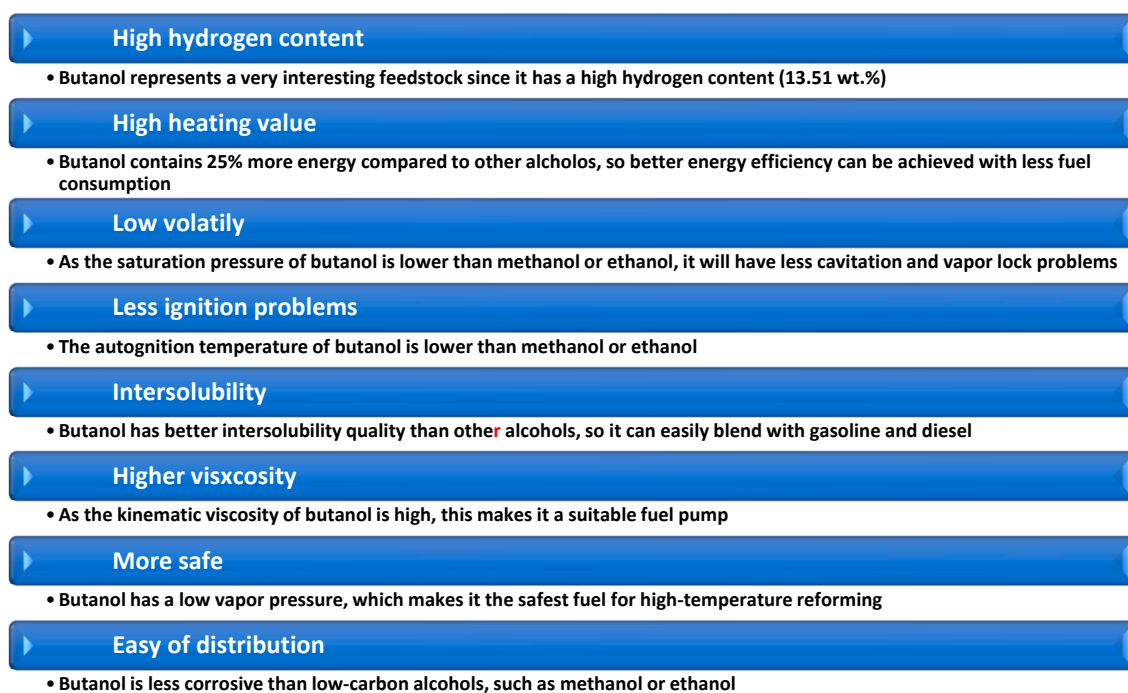 High hydrogen content
• Butanol represents a very interesting feedstock since it has a high hydrogen content (13.51 wt.%)
High heating value
• Butanol contains 25% more energy compared to other alcholos, so better energy efficiency can be achieved with less fuel
consumption
Low volatily
• As the saturation pressure of butanol is lower than methanol or ethanol, it will have less cavitation and vapor lock problems
Less ignition problems
• The autognition temperature of butanol is lower than methanol or ethanol
Intersolubility
• Butanol has better intersolubility quality than other alcohols, so it can easily blend with gasoline and diesel
Higher visxcosity
• As the kinematic viscosity of butanol is high, this makes it a suitable fuel pump
More safe
• Butanol has a low vapor pressure, which makes it the safest fuel for high-temperature reforming
Easy of distribution
• Butanol is less corrosive than low-carbon alcohols, such as methanol or ethanol